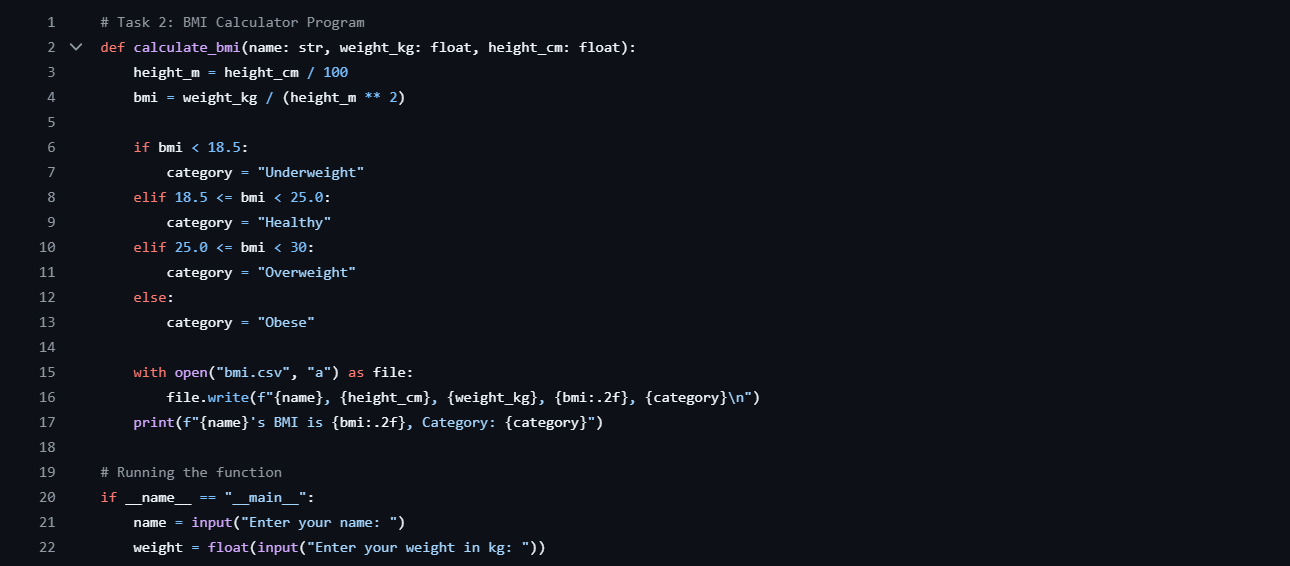 1 # Task 2: BMI Calculator Program
2 def calculate_bmi(name: str, weight_kg: float, height_cm: float):
3     height_m = height_cm / 100
4     bmi = weight_kg / (height_m ** 2)
5
6     if bmi < 18.5:
7         category = "Underweight"
8     elif 18.5 <= bmi < 25.0:
9         category = "Healthy"
10     elif 25.0 <= bmi < 30:
11         category = "Overweight"
12     else:
13         category = "Obese"
14
15     with open("bmi.csv", "a") as file:
16         file.write(f"{name}, {height_cm}, {weight_kg}, {bmi:.2f}, {category}\n")
17     print(f"{name}'s BMI is {bmi:.2f}, Category: {category}")
18
19 # Running the function
20 if __name__ == "__main__":
21     name = input("Enter your name: ")
22     weight = float(input("Enter your weight in kg: "))